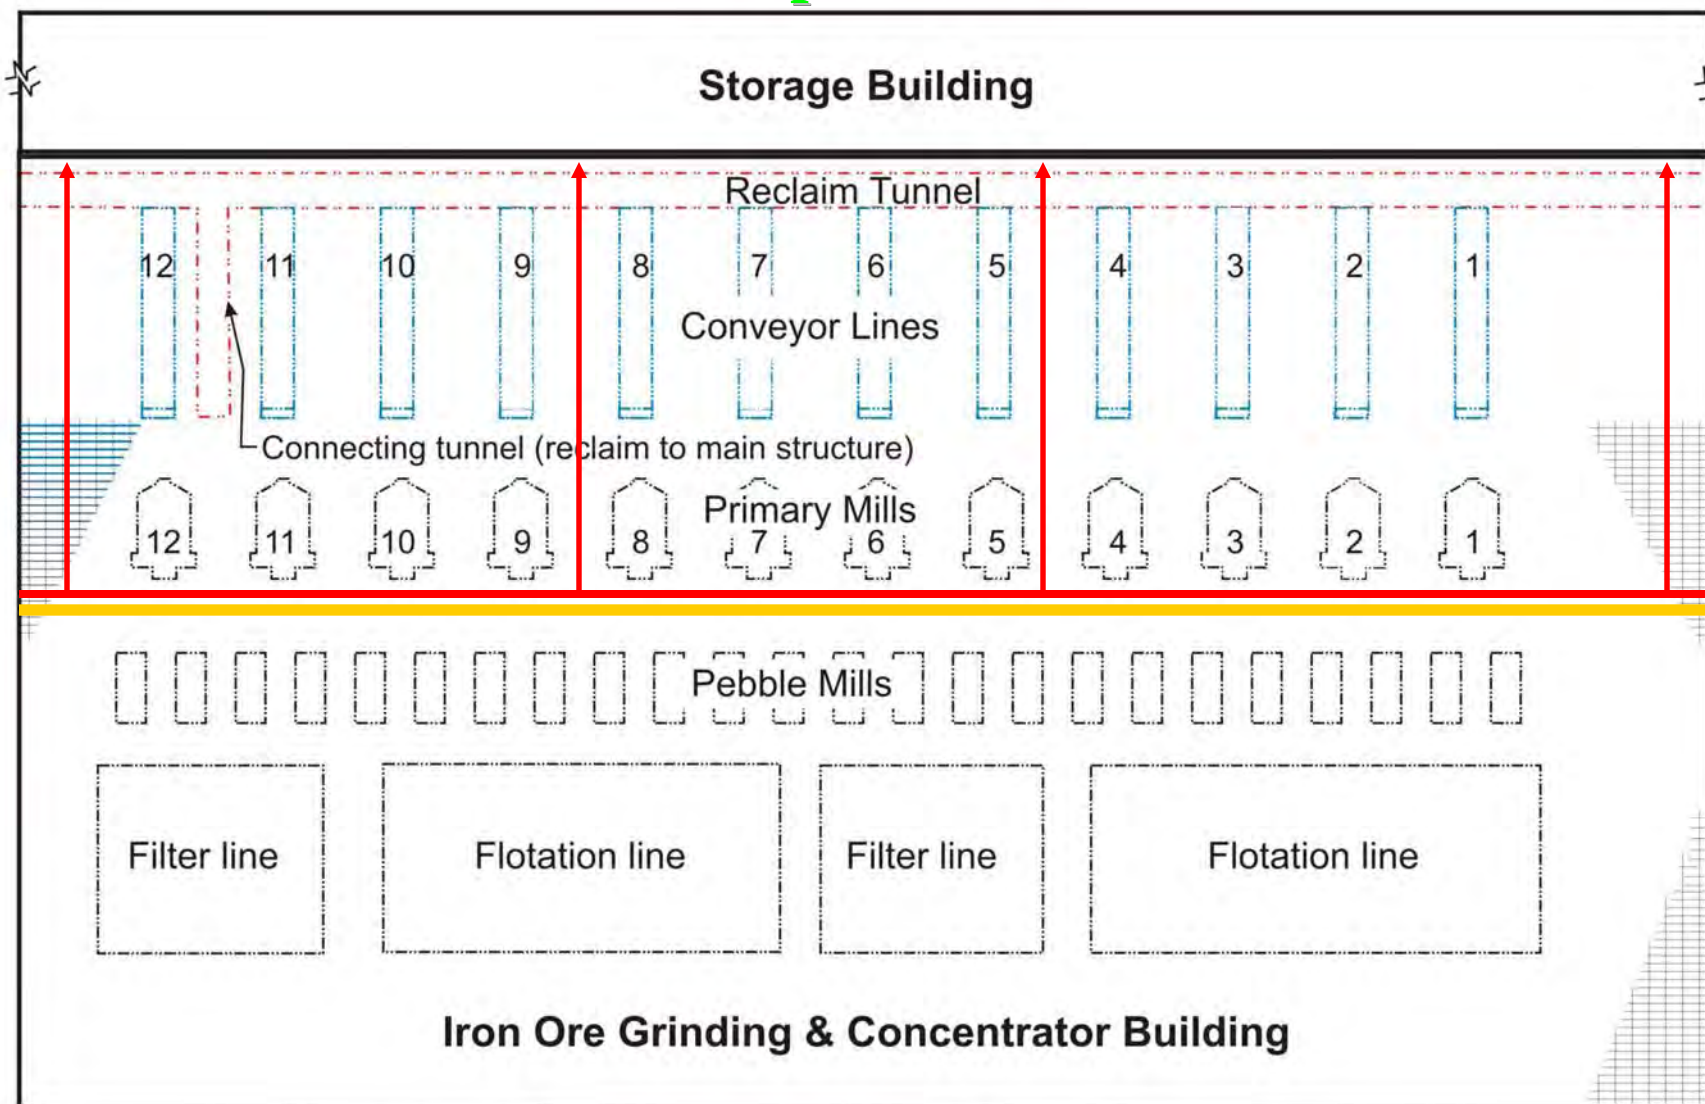 Storage Building
Reclaim Tunnel
12 11 10 9 8 7 6 5 4 3 2 1
Conveyor Lines
Connecting tunnel (reclaim to main structure)
Primary Mills
12 11 10 9 8 7 6 5 4 3 2 1
Pebble Mills
Filter line Flotation line Filter line Flotation line
Iron Ore Grinding & Concentrator Building